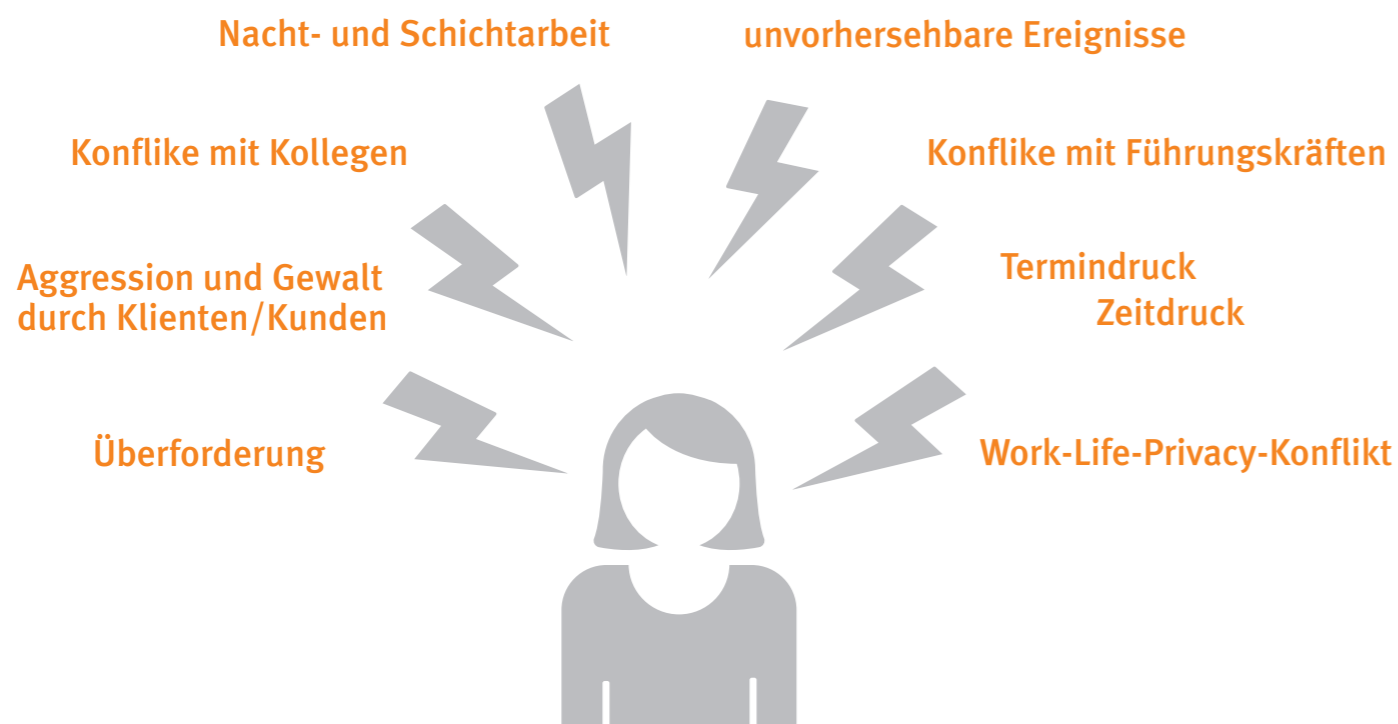 Nacht- und Schichtarbeit
unvorhersehbare Ereignisse
Konflike mit Kollegen
Konflike mit Führungskräften
Aggression und Gewalt
durch Klienten/Kunden
Termindruck
Zeitdruck
Überforderung
Work-Life-Privacy-Konflikt